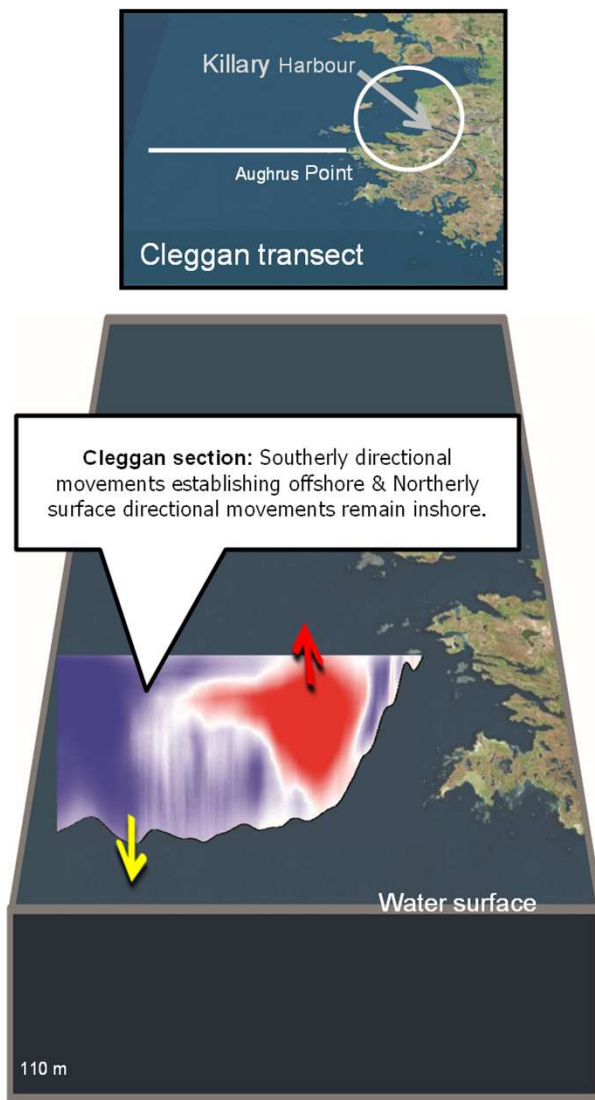 Killary Harbour
Aughrus Point
Cleggan transect
Cleggan section: Southerly directional
movements establishing offshore & Northerly
surface directional movements remain inshore.
Water surface
110 m